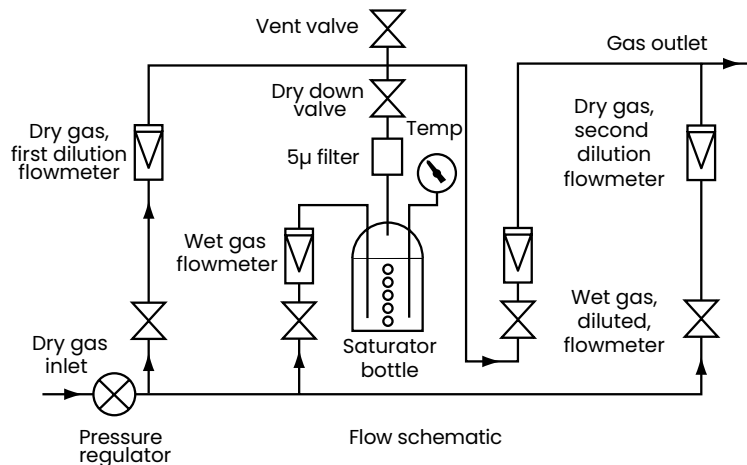 Vent valve
Gas outlet
Dry down
valve
Dry gas,
first dilution
flowmeter
Temp
5µ filter
Dry gas,
second
dilution
flowmeter
Wet gas
flowmeter
Wet gas,
diluted,
flowmeter
Dry gas
inlet
Saturator
bottle
Pressure
regulator
Flow schematic